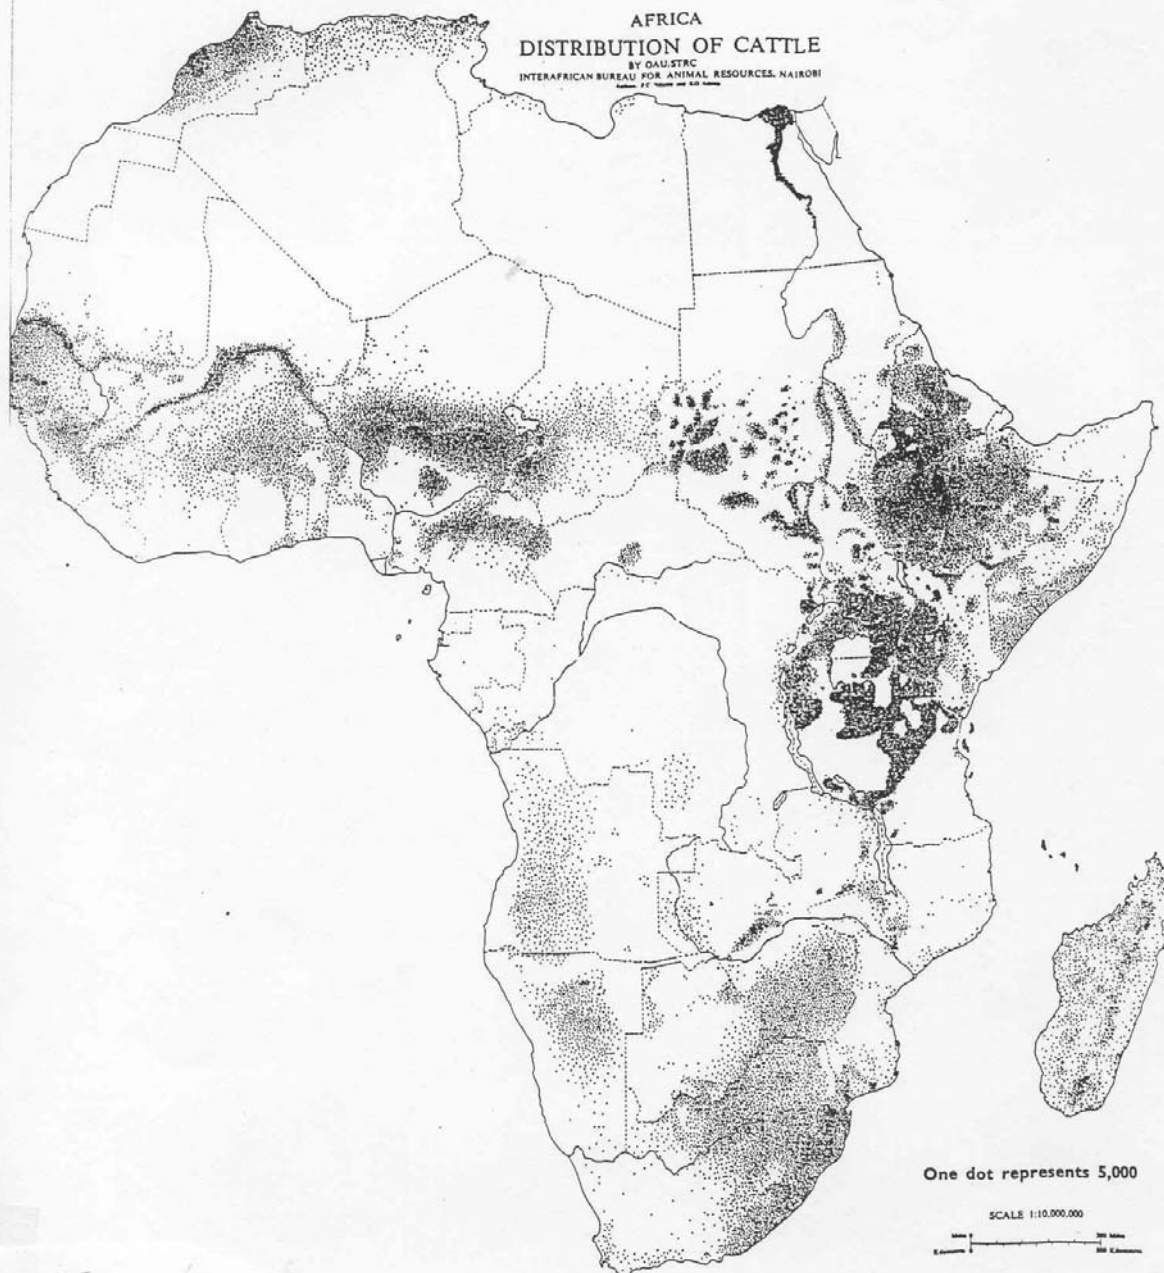 AFRICA
DISTRIBUTION OF CATTLE
BY OAU.STRC
INTERAFRICAN BUREAU FOR ANIMAL RESOURCES, NAIROBI
One dot represents 5,000
SCALE 1:10,000,000